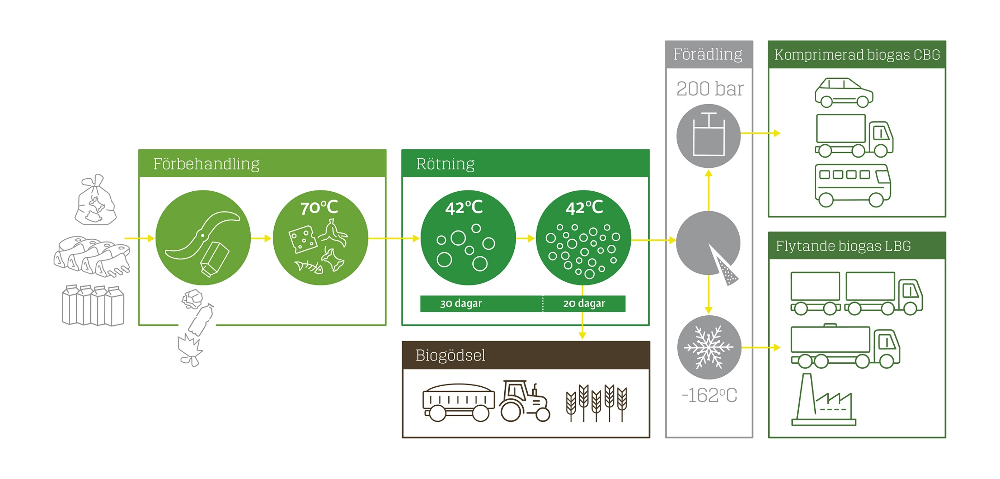 Förbehandling
70°C
Rötning
42°C
42°C
30 dagar
20 dagar
Biogödsel
Förädling
200 bar
-162°C
Komprimerad biogas CBG
Flytande biogas LBG